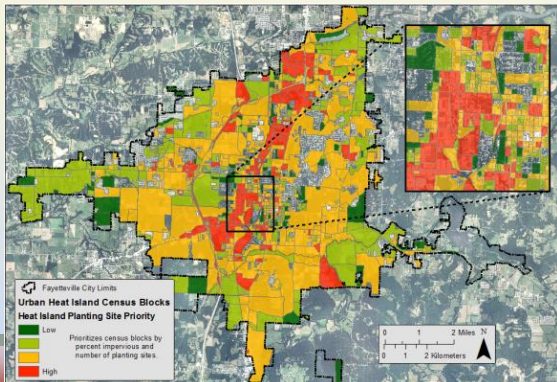 Fayetteville City Limits
Urban Heat Island Census Blocks
Heat Island Planting Site Priority
Low
Prioritizes census blocks by
percent impervious and
number of planting sites.
High
0 1 2 Miles
0 1 2 Kilometers
N